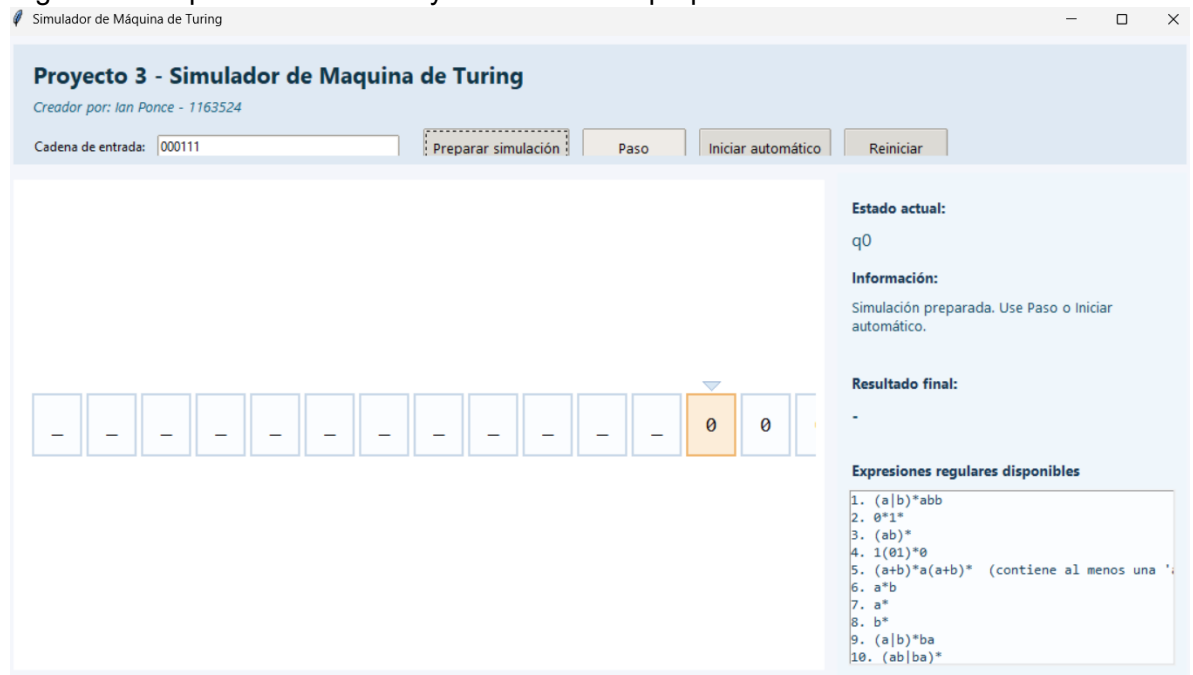 Simulador de Máquina de Turing
Proyecto 3 - Simulador de Maquina de Turing
Creador por: Ian Ponce - 1163524
Cadena de entrada: 000111 Preparar simulación Paso Iniciar automático Reiniciar
Estado actual:
q0
Información:
Simulación preparada. Use Paso o Iniciar
automático.
Resultado final:
-
_ _ _ _ _ _ _ _ _ _ _ _ 0 0
Expresiones regulares disponibles
1. (a|b)*abb
2. 0*1*
3. (ab)*
4. 1(01)*0
5. (a+b)*a(a+b)* (contiene al menos una '
6. a*b
7. a*
8. b*
9. (a|b)*ba
10. (ab|ba)*